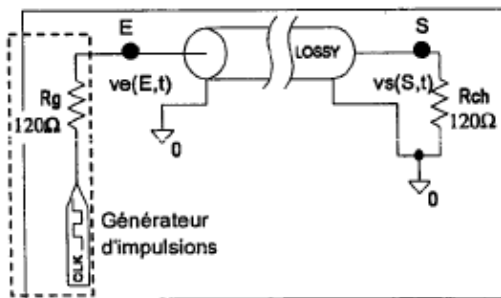 E
S
LOSSY
ve(E,t)
vs(S,t)
Rg
120Ω
Rch
120Ω
0
0
Générateur
d'impulsions
CLK